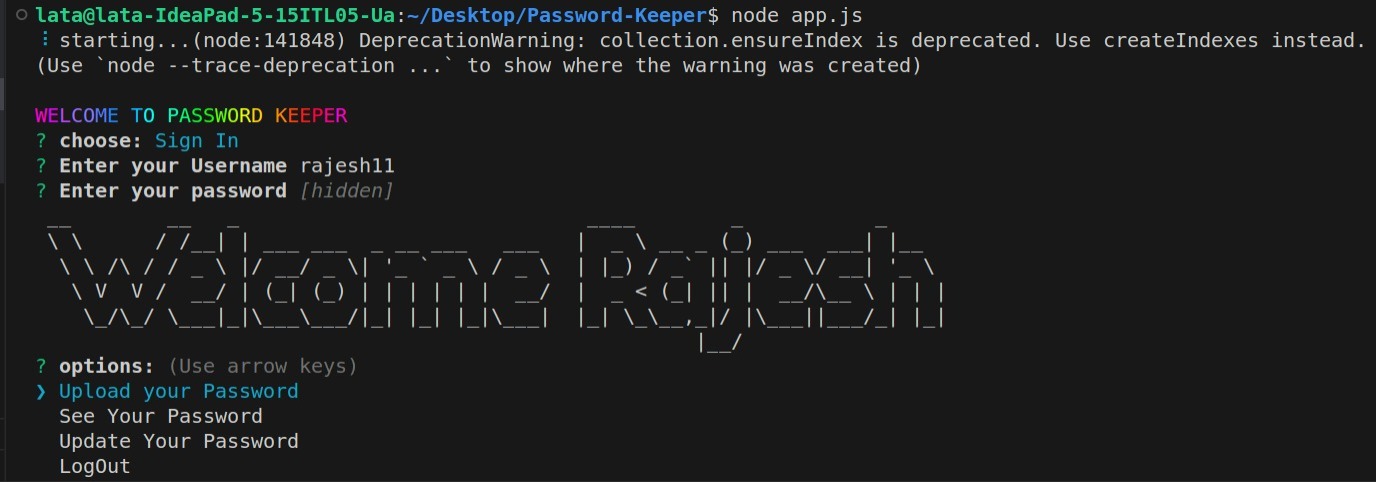 lata@lata-IdeaPad-5-15ITL05-Ua:~/Desktop/Password-Keeper$ node app.js
⠸ starting...(node:141848) DeprecationWarning: collection.ensureIndex is deprecated. Use createIndexes instead.
(Use `node --trace-deprecation ...` to show where the warning was created)
WELCOME TO PASSWORD KEEPER
? choose: Sign In
? Enter your Username rajesh11
? Enter your password [hidden]
Welcome Rajesh
? options: (Use arrow keys)
❯ Upload your Password
See Your Password
Update Your Password
LogOut